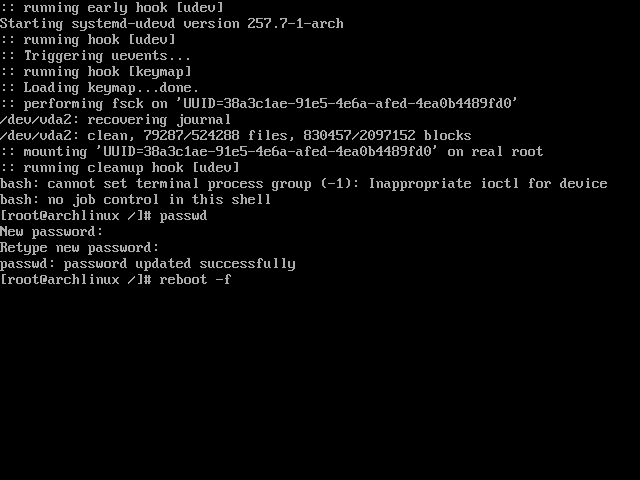 :: running early hook [udev]
Starting systemd-udevd version 257.7-1-arch
:: running hook [udev]
:: Triggering uevents...
:: running hook [keymap]
:: Loading keymap...done.
:: performing fsck on 'UUID=38a3c1ae-91e5-4e6a-afed-4ea0b4489fd0'
/dev/vda2: recovering journal
/dev/vda2: clean, 79287/524288 files, 830457/2097152 blocks
:: mounting 'UUID=38a3c1ae-91e5-4e6a-afed-4ea0b4489fd0' on real root
:: running cleanup hook [udev]
bash: cannot set terminal process group (-1): Inappropriate ioctl for device
bash: no job control in this shell
[root@archlinux /]# passwd
New password:
Retype new password:
passwd: password updated successfully
[root@archlinux /]# reboot -f